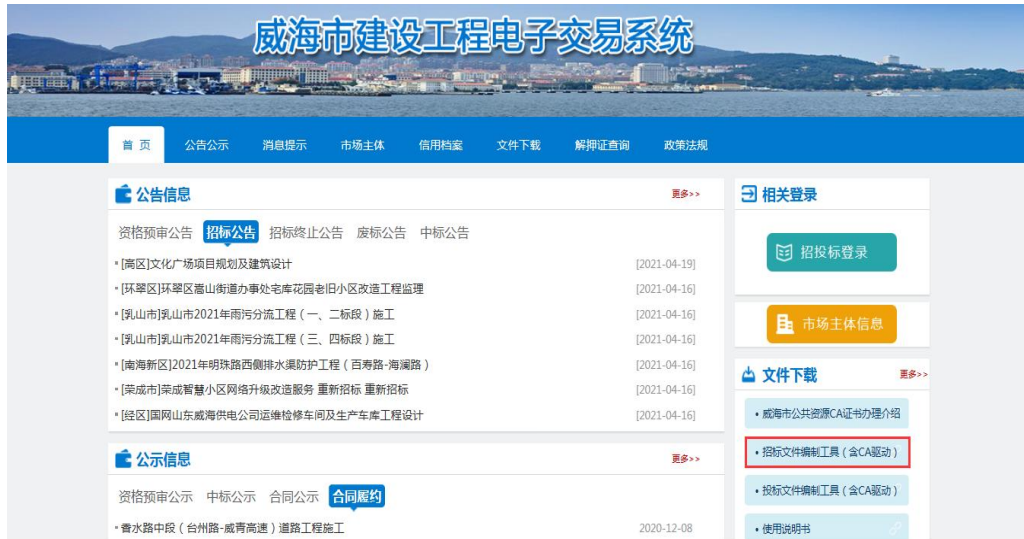 威海市建设工程电子交易系统
首 页 公告公示 消息提示 市场主体 信用档案 文件下载 解押证查询 政策法规
公告信息 更多>>
资格预审公告 招标公告 招标终止公告 废标公告 中标公告
[高区]文化广场项目规划及建筑设计 [2021-04-19]
[环翠区]环翠区嵩山街道办事处宅库花园老旧小区改造工程监理 [2021-04-16]
[乳山市]乳山市2021年雨污分流工程（一、二标段）施工 [2021-04-16]
[乳山市]乳山市2021年雨污分流工程（三、四标段）施工 [2021-04-16]
[南海新区]2021年明珠路西侧排水渠防护工程（百寿路-海澜路） [2021-04-16]
[荣成市]荣成智慧小区网络升级改造服务 重新招标 重新招标 [2021-04-16]
[经区]国网山东威海供电公司运维检修车间及生产车库工程设计 [2021-04-16]
公示信息 更多>>
资格预审公示 中标公示 合同公示 合同履约
香水路中段（台州路-威青高速）道路工程施工 2020-12-08
相关登录
招投标登录
市场主体信息
文件下载 更多>>
• 威海市公共资源CA证书办理介绍
• 招标文件编制工具（含CA驱动）
• 投标文件编制工具（含CA驱动）
• 使用说明书